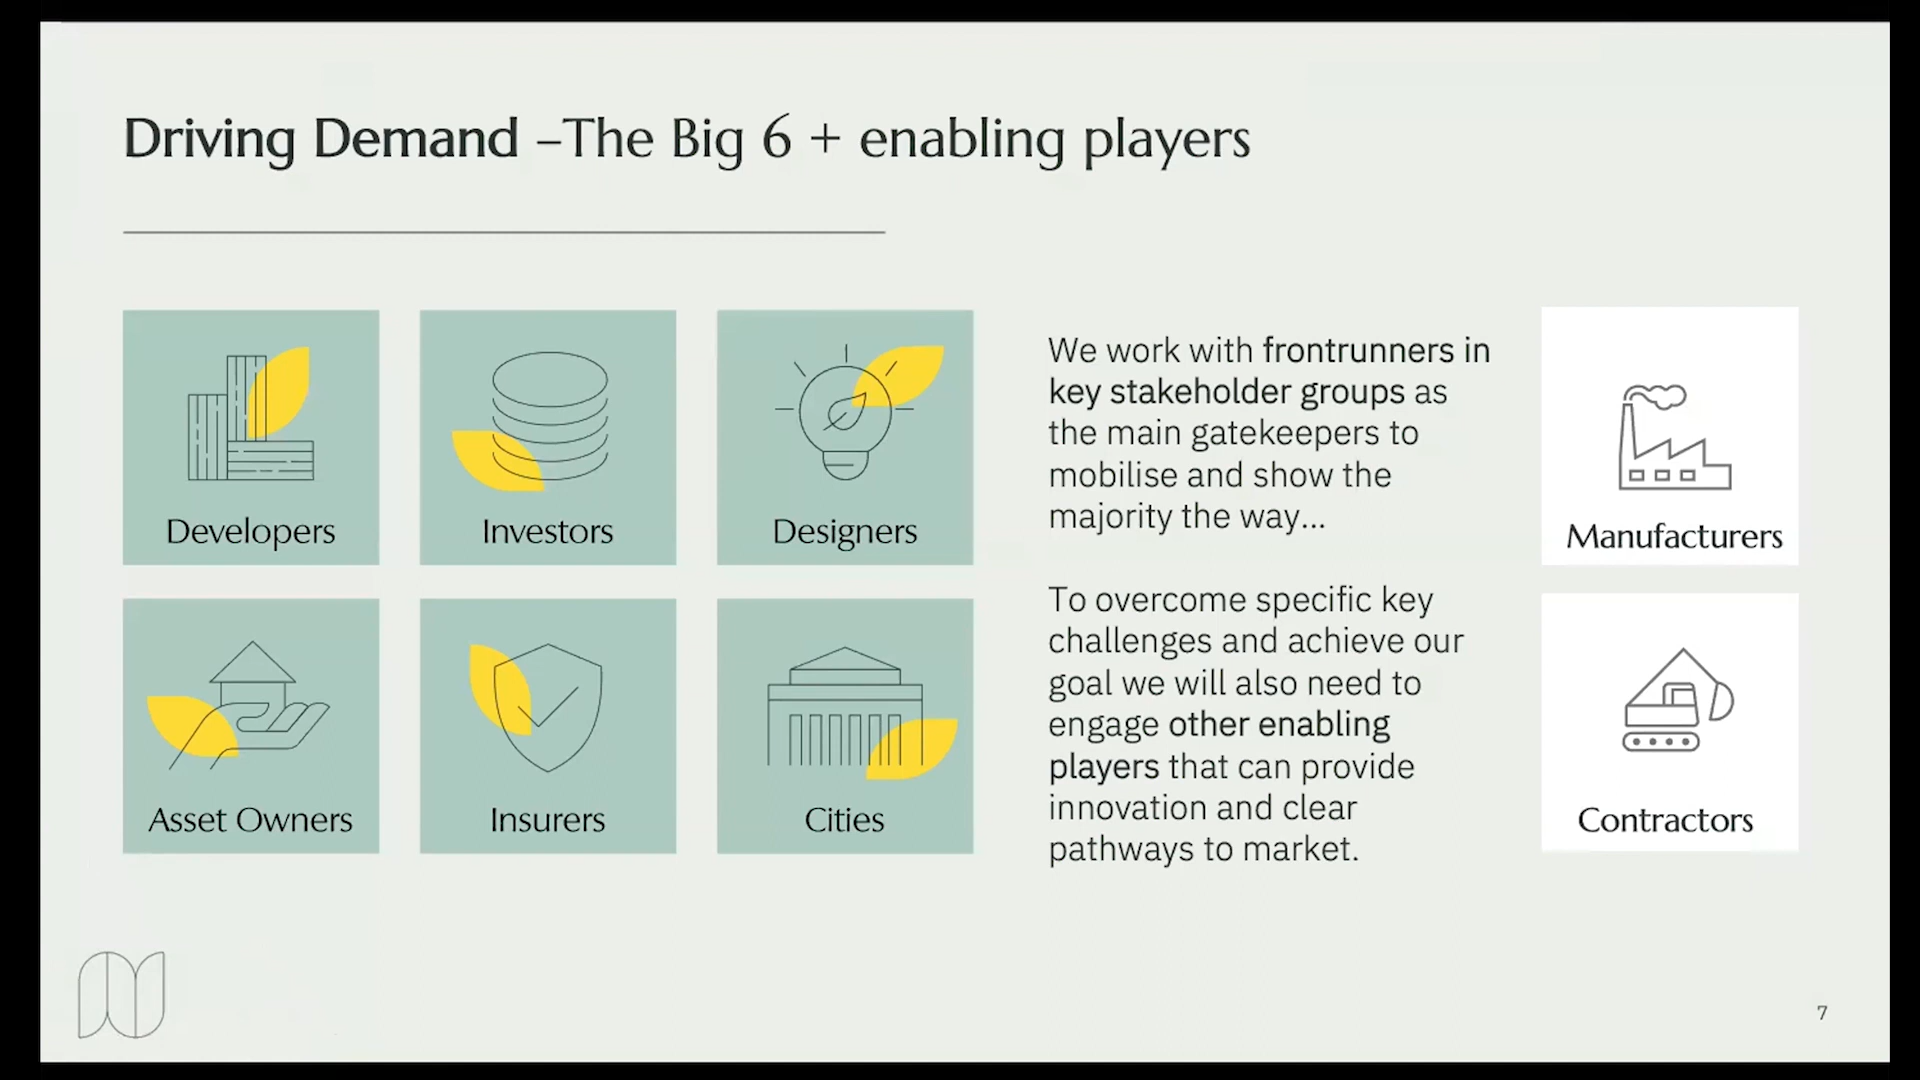 Driving Demand –The Big 6 + enabling players
Developers
Investors
Designers
Asset Owners
Insurers
Cities
We work with frontrunners in
key stakeholder groups as
the main gatekeepers to
mobilise and show the
majority the way...
To overcome specific key
challenges and achieve our
goal we will also need to
engage other enabling
players that can provide
innovation and clear
pathways to market.
Manufacturers
Contractors
7